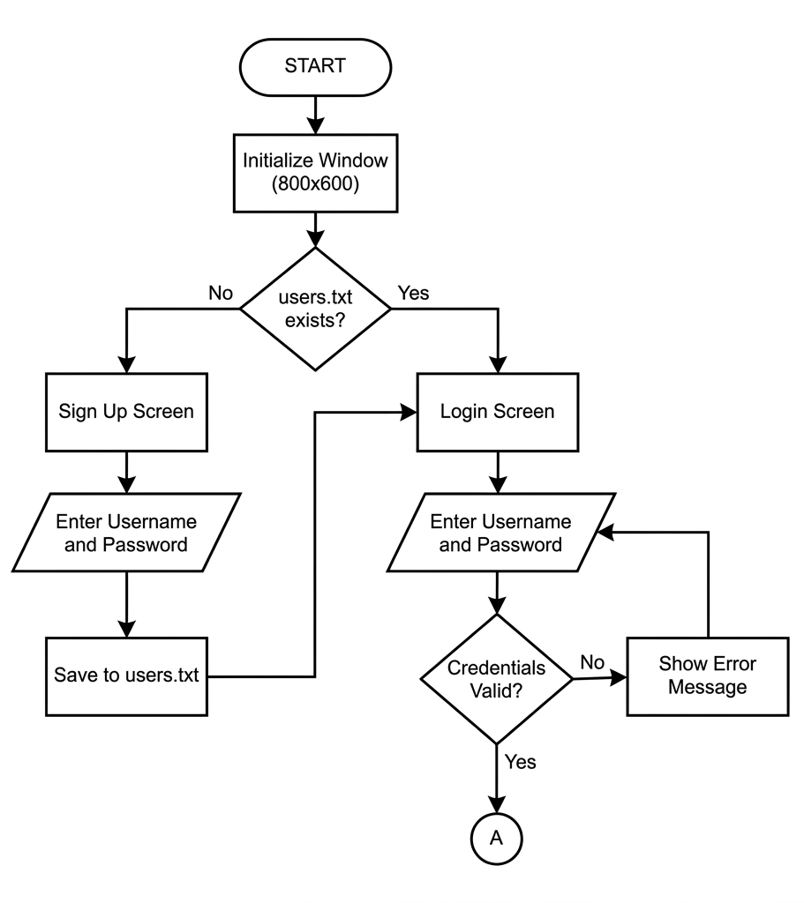 START
Initialize Window
(800x600)
users.txt
exists?
No
Yes
Sign Up Screen
Login Screen
Enter Username
and Password
Enter Username
and Password
Save to users.txt
Credentials
Valid?
No
Show Error
Message
Yes
A